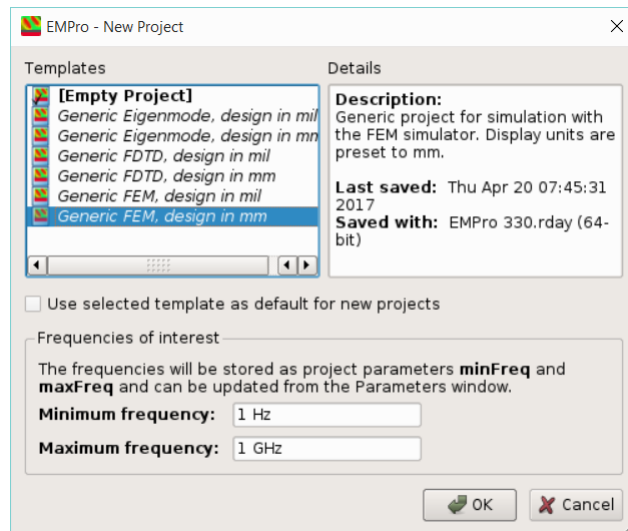 EMPro - New Project
Templates
Details
[Empty Project]
Generic Eigenmode, design in mil
Generic Eigenmode, design in mm
Generic FDTD, design in mil
Generic FDTD, design in mm
Generic FEM, design in mil
Generic FEM, design in mm
Description:
Generic project for simulation with
the FEM simulator. Display units are
preset to mm.
Last saved: Thu Apr 20 07:45:31
2017
Saved with: EMPro 330.rday (64-
bit)
Use selected template as default for new projects
Frequencies of interest
The frequencies will be stored as project parameters minFreq and
maxFreq and can be updated from the Parameters window.
Minimum frequency: 1 Hz
Maximum frequency: 1 GHz
OK
Cancel